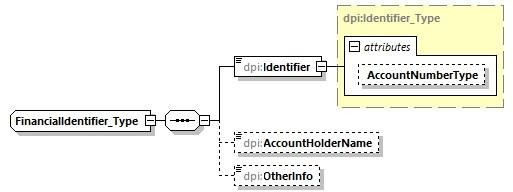 dpi:Identifier_Type
attributes
dpi:Identifier
AccountNumberType
FinancialIdentifier_Type
dpi:AccountHolderName
dpi:OtherInfo